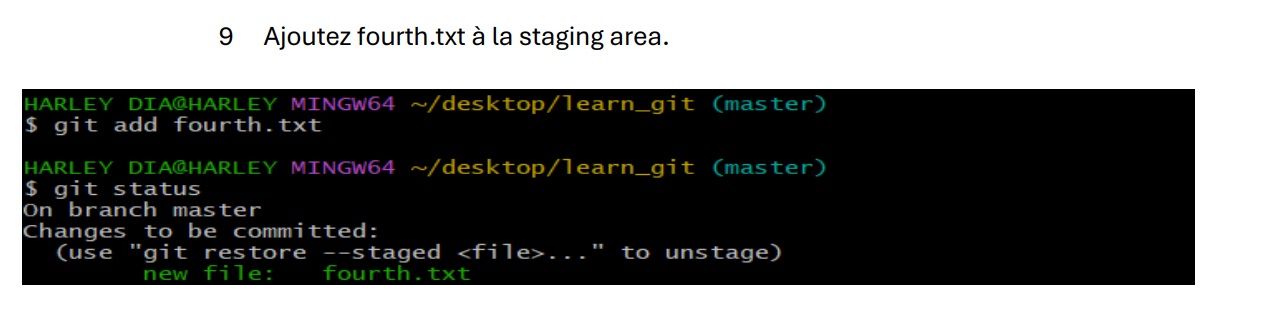 9 Ajoutez fourth.txt à la staging area.
HARLEY DIA@HARLEY MINGW64 ~/desktop/learn_git (master)
$ git add fourth.txt
HARLEY DIA@HARLEY MINGW64 ~/desktop/learn_git (master)
$ git status
On branch master
Changes to be committed:
  (use "git restore --staged <file>..." to unstage)
        new file:   fourth.txt